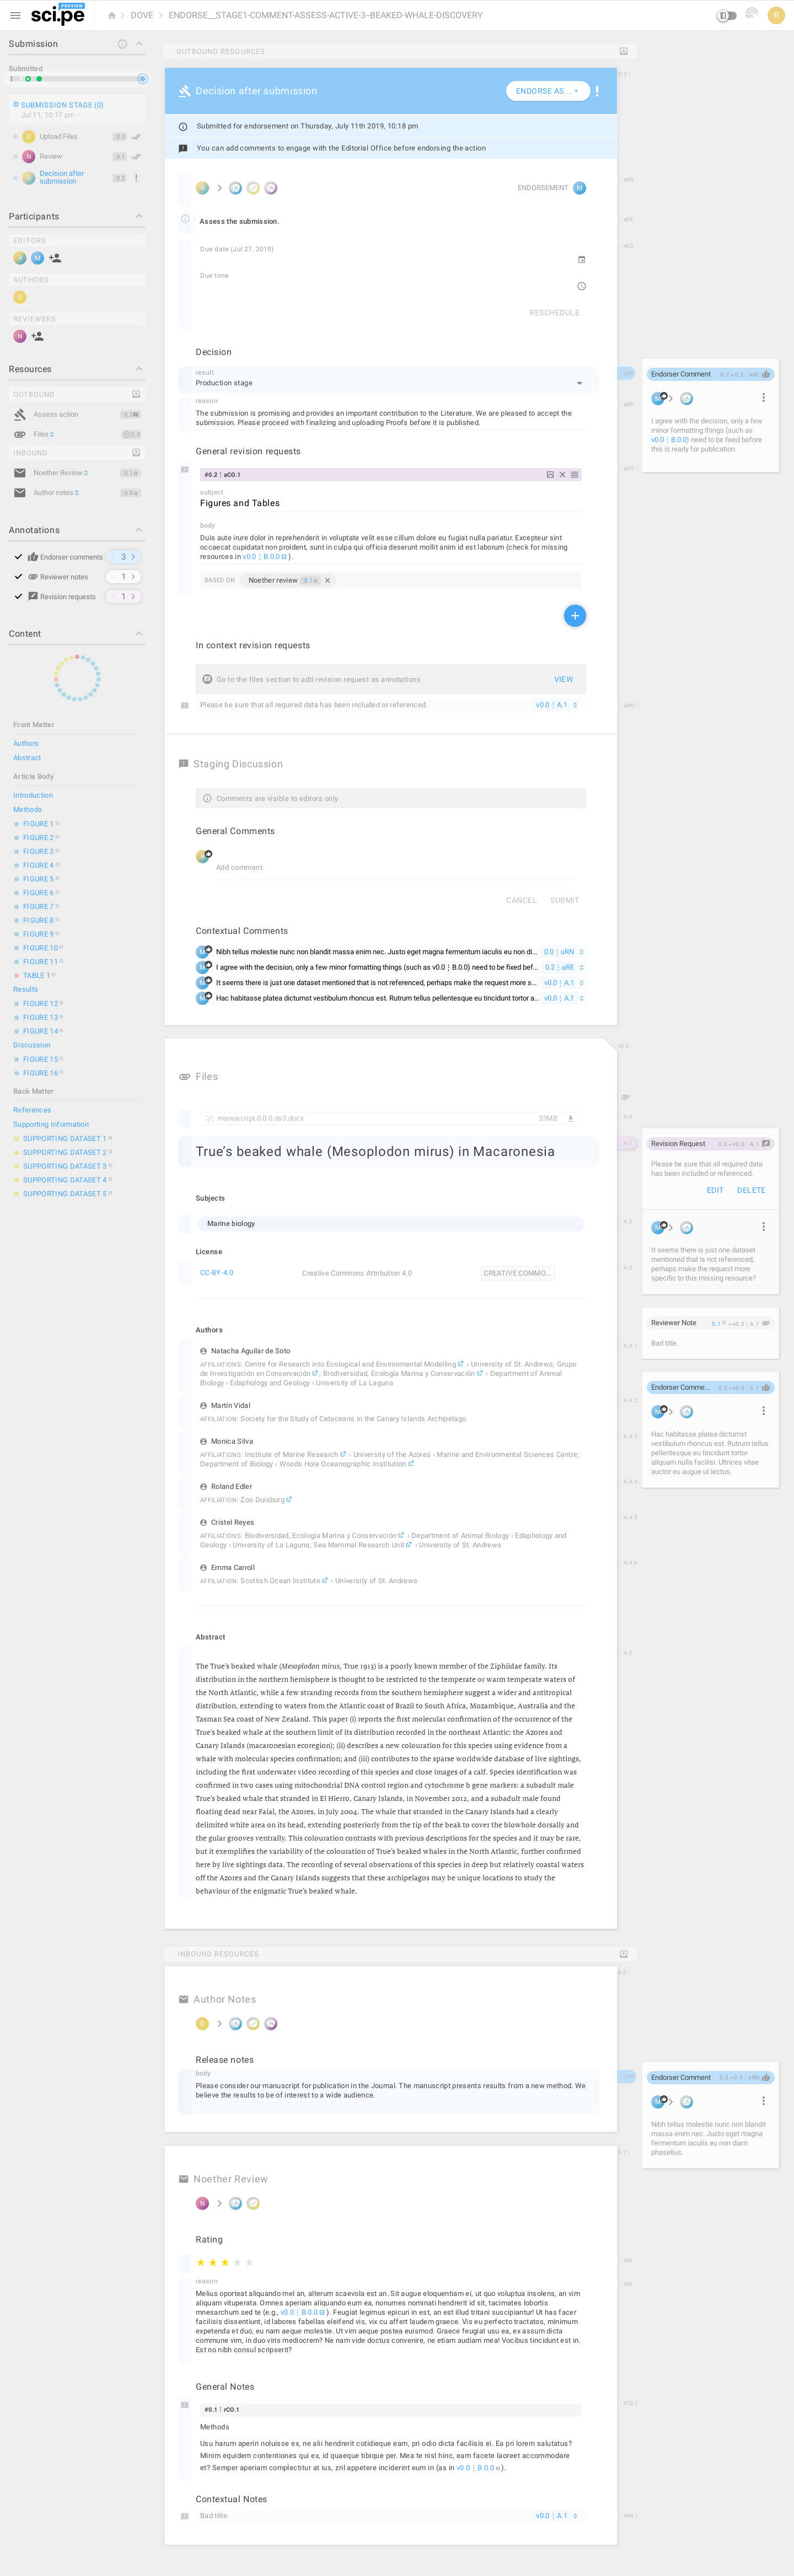 PREVIEW
sci.pe
DOVE
ENDORSE__STAGE1-COMMENT-ASSESS-ACTIVE-3--BEAKED-WHALE-DISCOVERY
R
Submission
Submitted
SUBMISSION STAGE (0)
Jul 11, 10:17 pm –
D Upload Files 0.0
N Review 0.1
R Decision after submission 0.2
Participants
EDITORS
R M
AUTHORS
D
REVIEWERS
N
Resources
OUTBOUND
Assess action 0.2
Files 0.0
INBOUND
Noether Review 0.1
Author notes 0.0
Annotations
Endorser comments 3
Reviewer notes 1
Revision requests 1
Content
Front Matter
Authors
Abstract
Article Body
Introduction
Methods
FIGURE 1
FIGURE 2
FIGURE 3
FIGURE 4
FIGURE 5
FIGURE 6
FIGURE 7
FIGURE 8
FIGURE 9
FIGURE 10
FIGURE 11
TABLE 1
Results
FIGURE 12
FIGURE 13
FIGURE 14
Discussion
FIGURE 15
FIGURE 16
Back Matter
References
Supporting Information
SUPPORTING DATASET 1
SUPPORTING DATASET 2
SUPPORTING DATASET 3
SUPPORTING DATASET 4
SUPPORTING DATASET 5
OUTBOUND RESOURCES
Decision after submission
ENDORSE AS...
Submitted for endorsement on Thursday, July 11th 2019, 10:18 pm
You can add comments to engage with the Editorial Office before endorsing the action
ENDORSEMENT M
Assess the submission.
Due date (Jul 27, 2019)
Due time
RESCHEDULE
Decision
result
Production stage
reason
The submission is promising and provides an important contribution to the Literature. We are pleased to accept the
submission. Please proceed with finalizing and uploading Proofs before it is published.
General revision requests
#0.2⋮aCO.1
subject
Figures and Tables
body
Duis aute irure dolor in reprehenderit in voluptate velit esse cillum dolore eu fugiat nulla pariatur. Excepteur sint
occaecat cupidatat non proident, sunt in culpa qui officia deserunt mollit anim id est laborum (check for missing
resources in v0.0⋮B.0.0 ).
BASED ON Noether review 0.1
In context revision requests
Go to the files section to add revision request as annotations
VIEW
Please be sure that all required data has been included or referenced. v0.0⋮A.1
Staging Discussion
Comments are visible to editors only
General Comments
Add comment
CANCEL SUBMIT
Contextual Comments
Nibh tellus molestie nunc non blandit massa enim nec. Justo eget magna fermentum iaculis eu non di... 0.0⋮uRN
I agree with the decision, only a few minor formatting things (such as v0.0⋮B.0.0) need to be fixed bef... 0.2⋮aRE
It seems there is just one dataset mentioned that is not referenced, perhaps make the request more s... v0.0⋮A.1
Hac habitasse platea dictumst vestibulum rhoncus est. Rutrum tellus pellentesque eu tincidunt tortor a... v0.0⋮A.1
Files
manuscript.0.0.0.ds3.docx 33MB
True's beaked whale (Mesoplodon mirus) in Macaronesia
Subjects
Marine biology
License
CC-BY-4.0 Creative Commons Attribution 4.0 CREATIVE COMMO...
Authors
Natacha Aguilar de Soto
AFFILIATIONS: Centre for Research into Ecological and Environmental Modelling › University of St. Andrews; Grupo
de Investigación en Conservación ; Biodiversidad, Ecología Marina y Conservación › Department of Animal
Biology › Edaphology and Geology › University of La Laguna
Martín Vidal
AFFILIATION: Society for the Study of Cetaceans in the Canary Islands Archipelago
Monica Silva
AFFILIATIONS: Institute of Marine Research › University of the Azores › Marine and Environmental Sciences Centre;
Department of Biology › Woods Hole Oceanographic Institution
Roland Edler
AFFILIATION: Zoo Duisburg
Cristel Reyes
AFFILIATIONS: Biodiversidad, Ecología Marina y Conservación › Department of Animal Biology › Edaphology and
Geology › University of La Laguna; Sea Mammal Research Unit › University of St. Andrews
Emma Carroll
AFFILIATION: Scottish Ocean Institute › University of St. Andrews
Abstract
The True's beaked whale (Mesoplodon mirus, True 1913) is a poorly known member of the Ziphiidae family. Its
distribution in the northern hemisphere is thought to be restricted to the temperate or warm temperate waters of
the North Atlantic, while a few stranding records from the southern hemisphere suggest a wider and antitropical
distribution, extending to waters from the Atlantic coast of Brazil to South Africa, Mozambique, Australia and the
Tasman Sea coast of New Zealand. This paper (i) reports the first molecular confirmation of the occurrence of the
True's beaked whale at the southern limit of its distribution recorded in the northeast Atlantic: the Azores and
Canary Islands (macaronesian ecoregion); (ii) describes a new colouration for this species using evidence from a
whale with molecular species confirmation; and (iii) contributes to the sparse worldwide database of live sightings,
including the first underwater video recording of this species and close images of a calf. Species identification was
confirmed in two cases using mitochondrial DNA control region and cytochrome b gene markers: a subadult male
True's beaked whale that stranded in El Hierro, Canary Islands, in November 2012, and a subadult male found
floating dead near Faial, the Azores, in July 2004. The whale that stranded in the Canary Islands had a clearly
delimited white area on its head, extending posteriorly from the tip of the beak to cover the blowhole dorsally and
the gular grooves ventrally. This colouration contrasts with previous descriptions for the species and it may be rare,
but it exemplifies the variability of the colouration of True's beaked whales in the North Atlantic, further confirmed
here by live sightings data. The recording of several observations of this species in deep but relatively coastal waters
off the Azores and the Canary Islands suggests that these archipelagos may be unique locations to study the
behaviour of the enigmatic True's beaked whale.
INBOUND RESOURCES
Author Notes
D
Release notes
body
Please consider our manuscript for publication in the Journal. The manuscript presents results from a new method. We
believe the results to be of interest to a wide audience.
Noether Review
N
Rating
reason
Melius oporteat aliquando mel an, alterum scaevola est an. Sit augue eloquentiam ei, ut quo voluptua insolens, an vim
aliquam vituperata. Omnes aperiam aliquando eum ea, nonumes nominati hendrerit id sit, tacimates lobortis
mnesarchum sed te (e.g., v0.0⋮B.0.0 ). Feugiat legimus epicuri in est, an est illud tritani suscipiantur! Ut has facer
facilisis dissentiunt, id labores fabellas eleifend vis, vix cu affert laudem graece. Vis eu perfecto tractatos, minimum
expetenda et duo, eu nam aeque molestie. Ut vim aeque postea euismod. Graece feugiat usu ea, ex assum dicta
commune vim, in duo viris mediocrem? Ne nam vide doctus convenire, ne etiam audiam mea! Vocibus tincidunt est in.
Est no nibh consul scripserit?
General Notes
#0.1⋮rCO.1
Methods
Usu harum aperiri noluisse ex, ne alii hendrerit cotidieque eam, pri odio dicta facilisis ei. Ea pri lorem salutatus?
Minim equidem contentiones qui ex, id quaeque tibique per. Mea te nisl hinc, eam facete laoreet accommodare
et? Semper aperiam complectitur at ius, zril appetere inciderint eum in (as in v0.0⋮B.0.0 ).
Contextual Notes
Bad title. v0.0⋮A.1
Endorser Comment 0.2→0.2⋮aRE
I agree with the decision, only a few
minor formatting things (such as
v0.0⋮B.0.0) need to be fixed before
this is ready for publication.
Revision Request 0.2→v0.0⋮A.1
Please be sure that all required data
has been included or referenced.
EDIT DELETE
It seems there is just one dataset
mentioned that is not referenced,
perhaps make the request more
specific to this missing resource?
Reviewer Note 0.1→v0.0⋮A.1
Bad title.
Endorser Comme... 0.2→v0.0⋮A.1
Hac habitasse platea dictumst
vestibulum rhoncus est. Rutrum tellus
pellentesque eu tincidunt tortor
aliquam nulla facilisi. Ultrices vitae
auctor eu augue ut lectus.
Endorser Comment 0.2→0.0⋮uRN
Nibh tellus molestie nunc non blandit
massa enim nec. Justo eget magna
fermentum iaculis eu non diam
phasellus.